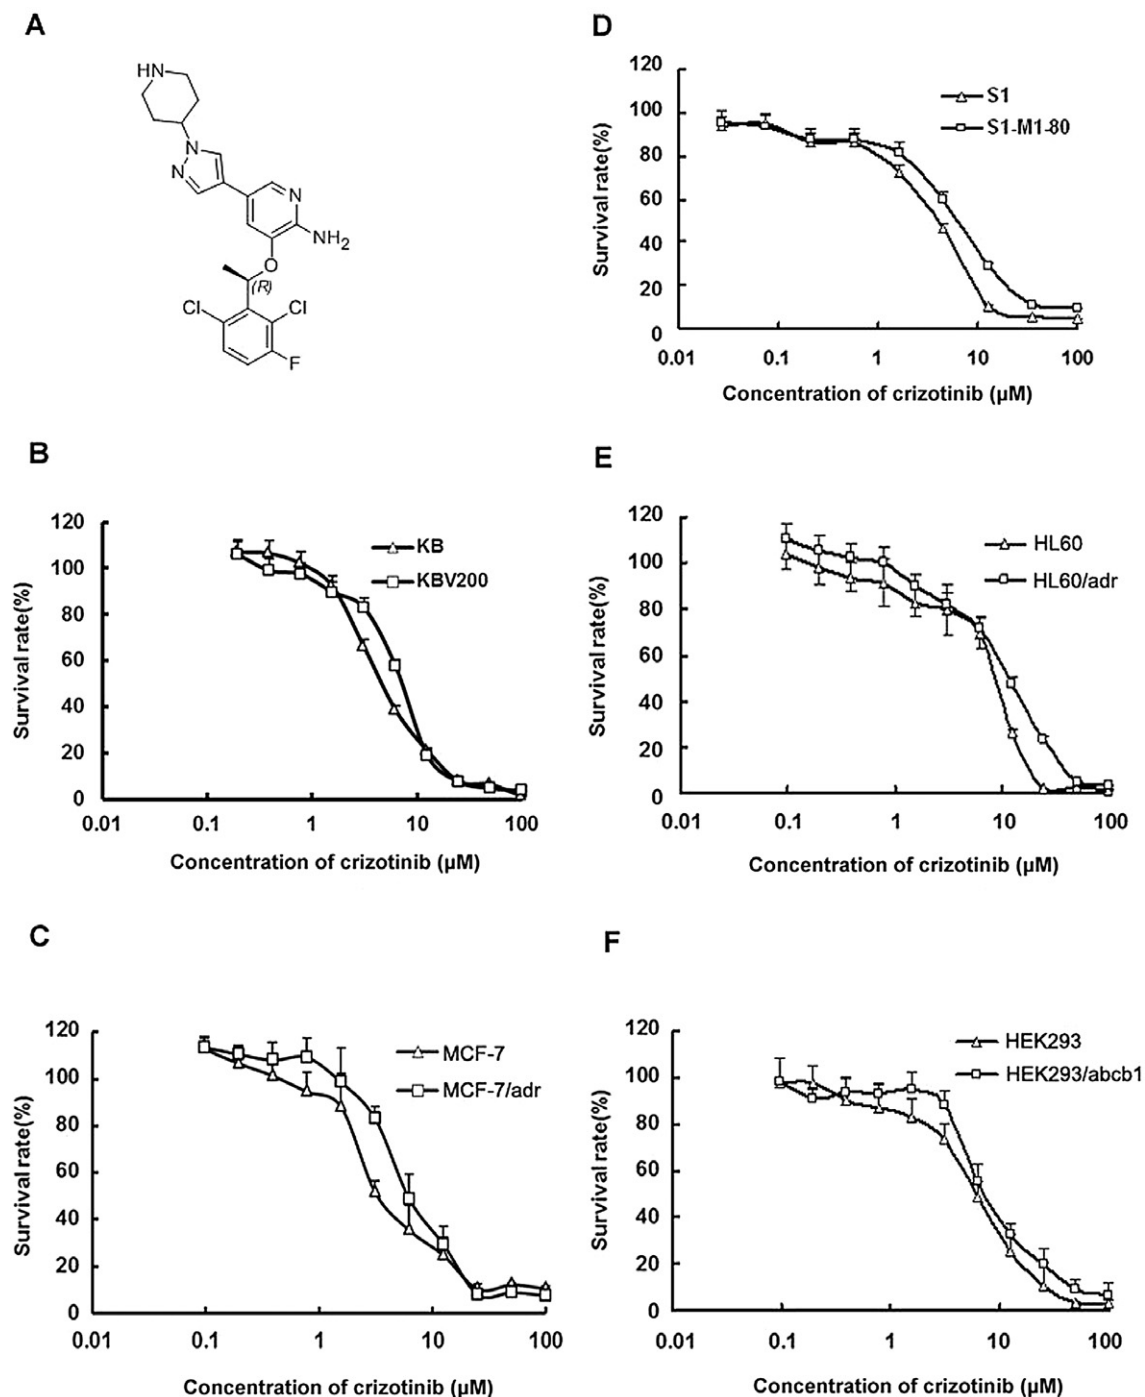 A
HN
N
N
N
NH2
O
(R)
Cl
Cl
F
D
120
100
80
60
40
20
0
Survival rate(%)
S1
S1-M1-80
0.01
0.1
1
10
100
Concentration of crizotinib (µM)
B
120
100
80
60
40
20
0
Survival rate(%)
KB
KBV200
0.01
0.1
1
10
100
Concentration of crizotinib (µM)
E
120
100
80
60
40
20
0
Survival rate(%)
HL60
HL60/adr
0.01
0.1
1
10
100
Concentration of crizotinib (µM)
C
120
100
80
60
40
20
0
Survival rate(%)
MCF-7
MCF-7/adr
0.01
0.1
1
10
100
Concentration of crizotinib (µM)
F
120
100
80
60
40
20
0
Survival rate(%)
HEK293
HEK293/abcb1
0.01
0.1
1
10
100
Concentration of crizotinib (µM)